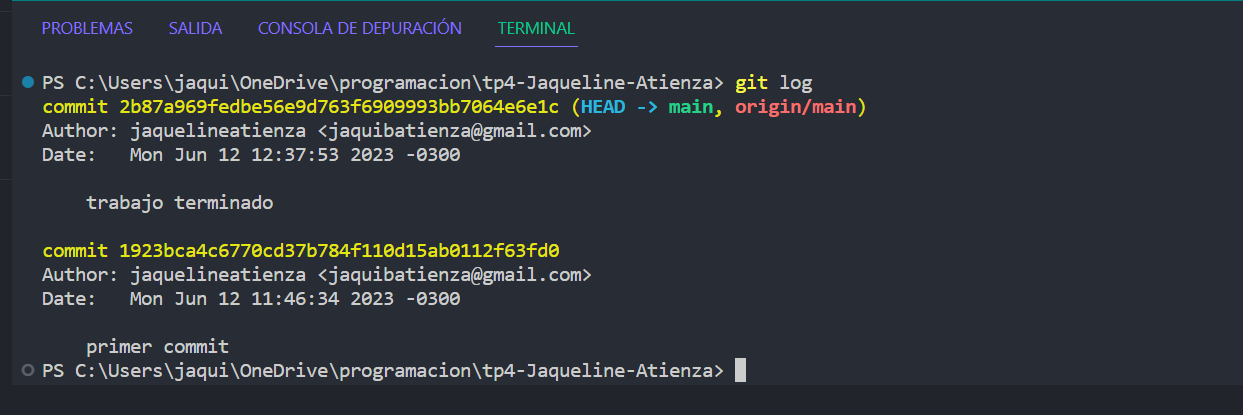 PROBLEMAS SALIDA CONSOLA DE DEPURACIÓN TERMINAL
PS C:\Users\jaqui\OneDrive\programacion\tp4-Jaqueline-Atienza> git log
commit 2b87a969fedbe56e9d763f6909993bb7064e6e1c (HEAD -> main, origin/main)
Author: jaquelineatienza <jaquibatienza@gmail.com>
Date:   Mon Jun 12 12:37:53 2023 -0300
trabajo terminado
commit 1923bca4c6770cd37b784f110d15ab0112f63fd0
Author: jaquelineatienza <jaquibatienza@gmail.com>
Date:   Mon Jun 12 11:46:34 2023 -0300
primer commit
PS C:\Users\jaqui\OneDrive\programacion\tp4-Jaqueline-Atienza>